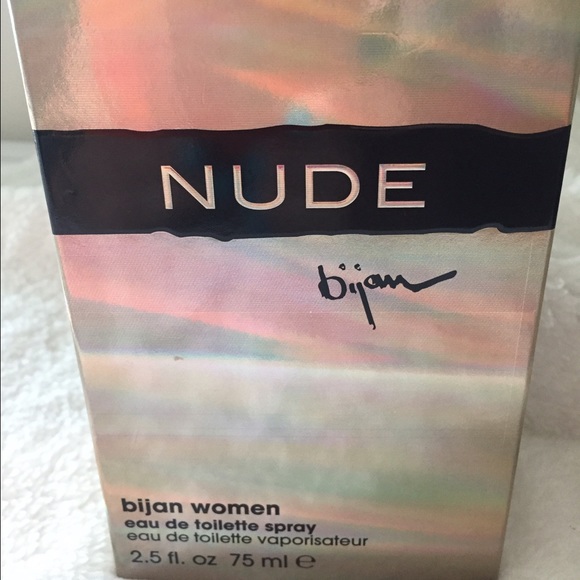 NUDE
bijan
bijan women
eau de toilette spray
eau de toilette vaporisateur
2.5 fl. oz 75 ml ℮